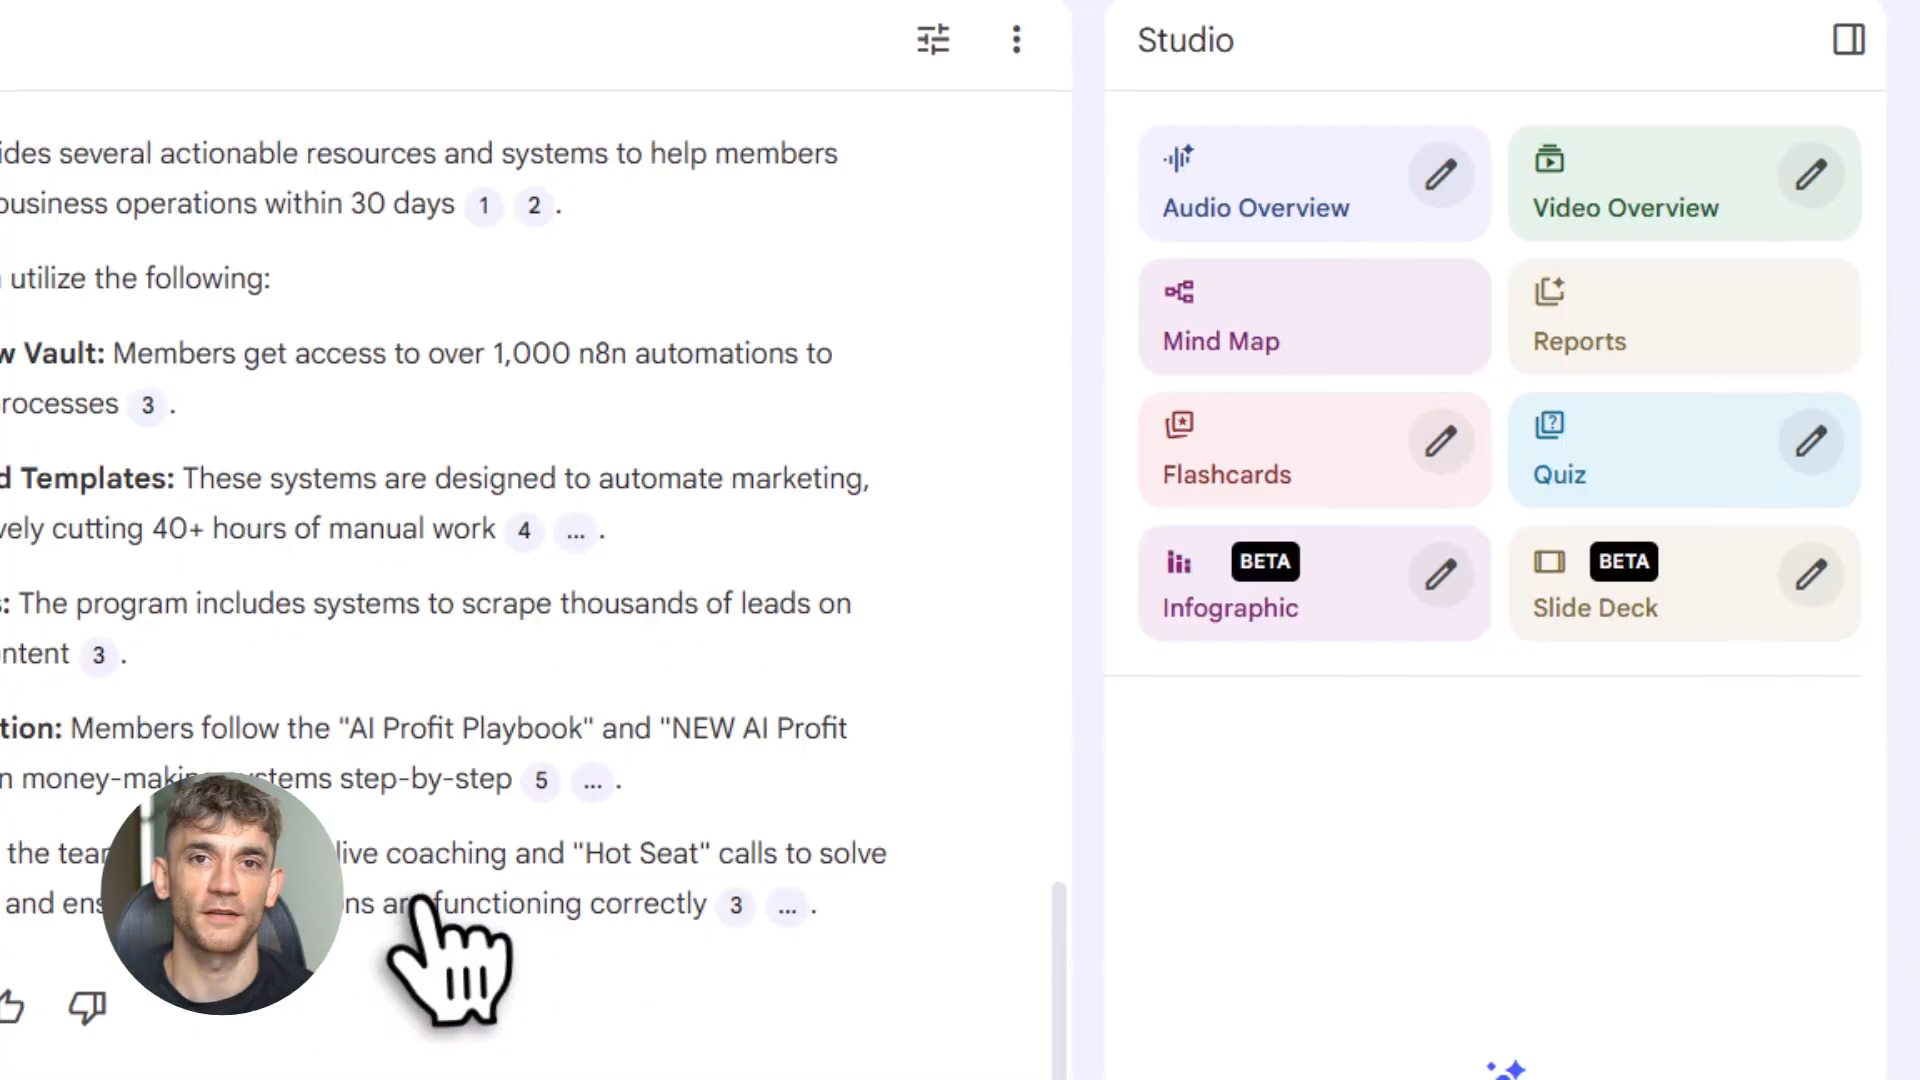 Studio
ides several actionable resources and systems to help members
business operations within 30 days 1 2 .
utilize the following:
w Vault: Members get access to over 1,000 n8n automations to
rocesses 3 .
d Templates: These systems are designed to automate marketing,
vely cutting 40+ hours of manual work 4 ... .
s: The program includes systems to scrape thousands of leads on
ntent 3 .
tion: Members follow the "AI Profit Playbook" and "NEW AI Profit
n money-making systems step-by-step 5 ... .
the team live coaching and "Hot Seat" calls to solve
and ens ns are functioning correctly 3 ... .
Audio Overview
Video Overview
Mind Map
Reports
Flashcards
Quiz
BETA
Infographic
BETA
Slide Deck